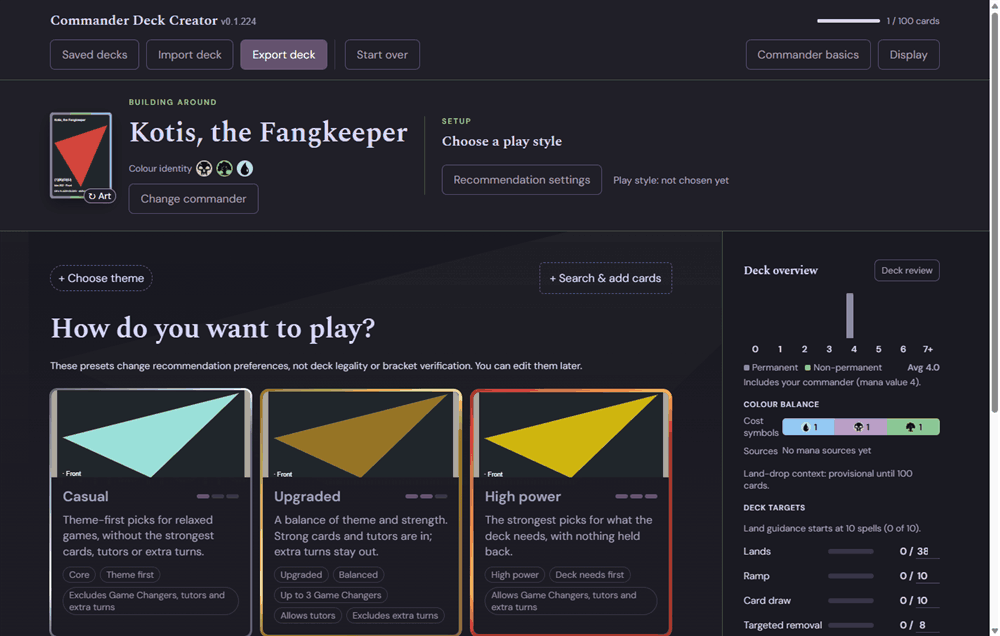 Commander Deck Creator v0.1.224
1 / 100 cards
Saved decks
Import deck
Export deck
Start over
Commander basics
Display
BUILDING AROUND
Kotis, the Fangkeeper
Colour identity
Change commander
Kotis, the Fangkeeper
↻ Art
SETUP
Choose a play style
Recommendation settings
Play style: not chosen yet
+ Choose theme
+ Search & add cards
How do you want to play?
These presets change recommendation preferences, not deck legality or bracket verification. You can edit them later.
- Front
Casual
Theme-first picks for relaxed
games, without the strongest
cards, tutors or extra turns.
Core
Theme first
Excludes Game Changers, tutors and
extra turns
- Front
Upgraded
A balance of theme and strength.
Strong cards and tutors are in;
extra turns stay out.
Upgraded
Balanced
Up to 3 Game Changers
Allows tutors
Excludes extra turns
- Front
High power
The strongest picks for what the
deck needs, with nothing held
back.
High power
Deck needs first
Allows Game Changers, tutors and
extra turns
Deck overview
Deck review
0 1 2 3 4 5 6 7+
Permanent Non-permanent Avg 4.0
Includes your commander (mana value 4).
COLOUR BALANCE
Cost
symbols
1 1 1
Sources No mana sources yet
Land-drop context: provisional until 100
cards.
DECK TARGETS
Land guidance starts at 10 spells (0 of 10).
Lands 0 / 38
Ramp 0 / 10
Card draw 0 / 10
Targeted removal 0 / 8